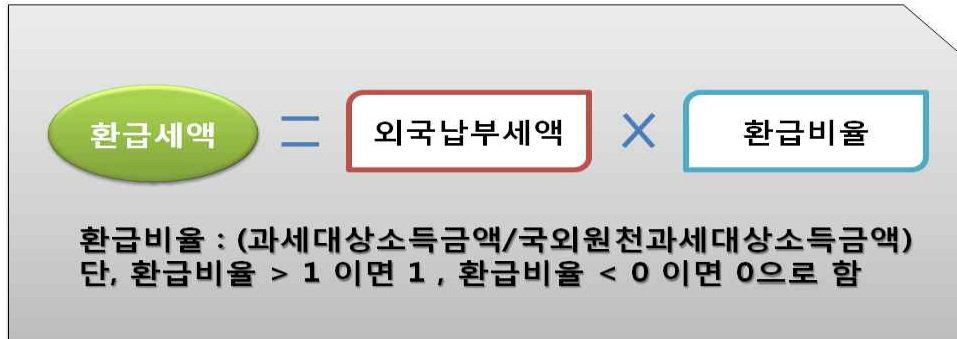 환급세액 = 외국납부세액 × 환급비율
환급비율 : (과세대상소득금액/국외원천과세대상소득금액)
단, 환급비율 > 1 이면 1 , 환급비율 < 0 이면 0으로 함